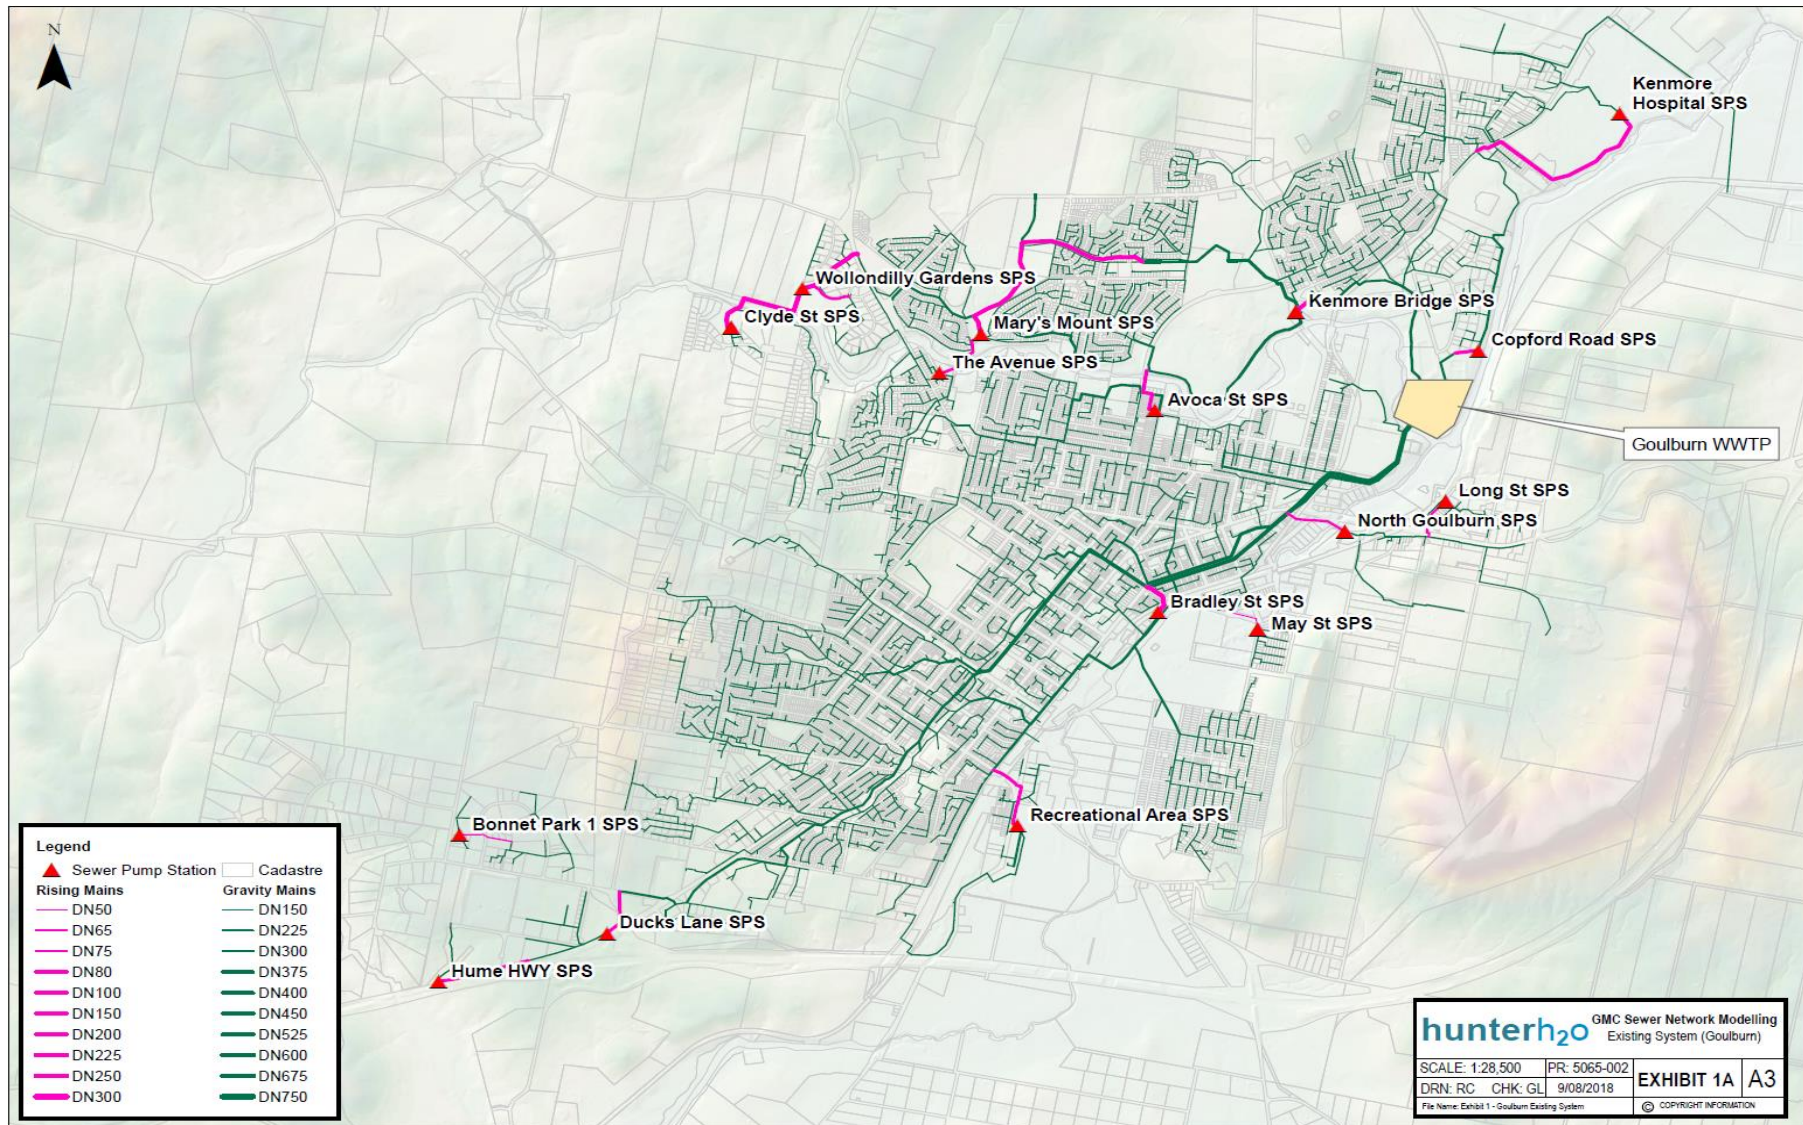 N
Kenmore
Hospital SPS
Wollondilly Gardens SPS
Clyde St SPS
Mary's Mount SPS
Kenmore Bridge SPS
Copford Road SPS
The Avenue SPS
Avoca St SPS
Goulburn WWTP
Long St SPS
North Goulburn SPS
Bradley St SPS
May St SPS
Recreational Area SPS
Bonnet Park 1 SPS
Ducks Lane SPS
Hume HWY SPS
Legend
Sewer Pump Station Cadastre
Rising Mains Gravity Mains
DN50 DN150
DN65 DN225
DN75 DN300
DN80 DN375
DN100 DN400
DN150 DN450
DN200 DN525
DN225 DN600
DN250 DN675
DN300 DN750
hunterh2o GMC Sewer Network Modelling
Existing System (Goulburn)
SCALE: 1:28,500 PR: 5065-002
DRN: RC CHK: GL 9/08/2018
EXHIBIT 1A A3
File Name: Exhibit 1 - Goulburn Existing System
© COPYRIGHT INFORMATION